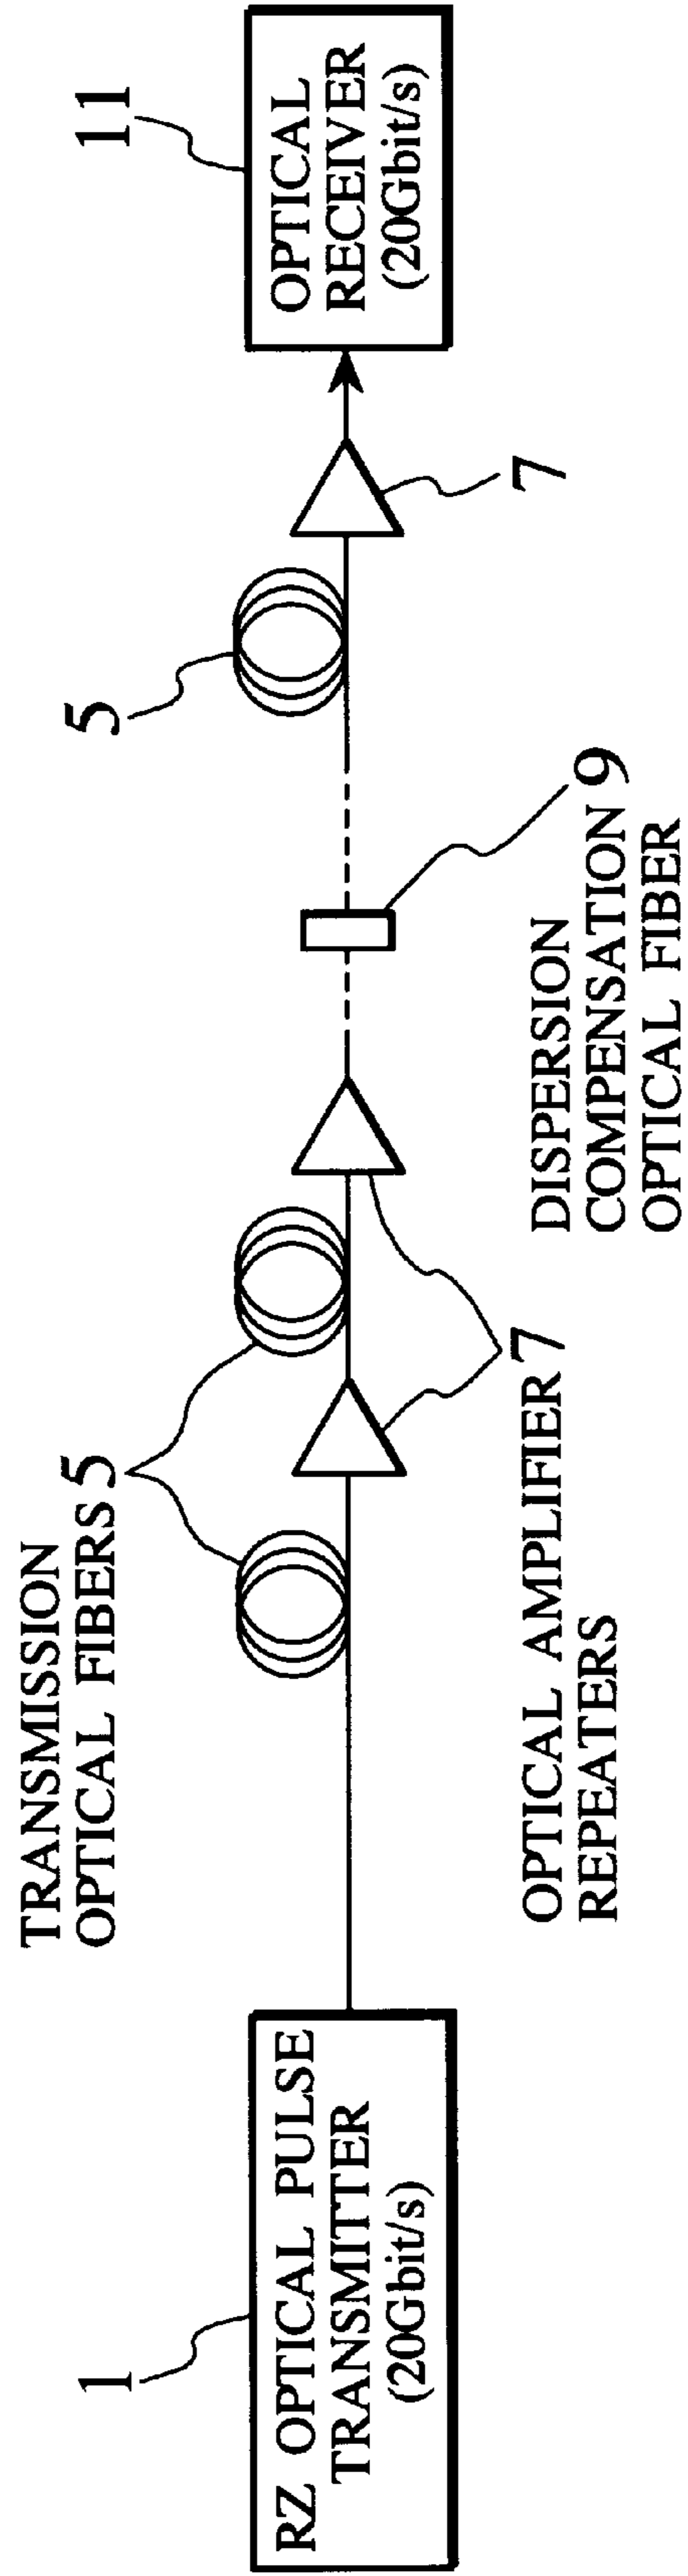 1
RZ OPTICAL PULSE
TRANSMITTER
(20Gbit/s)
TRANSMISSION
OPTICAL FIBERS 5
OPTICAL AMPLIFIER 7
REPEATERS
DISPERSION
COMPENSATION 9
OPTICAL FIBER
5
7
11
OPTICAL
RECEIVER
(20Gbit/s)